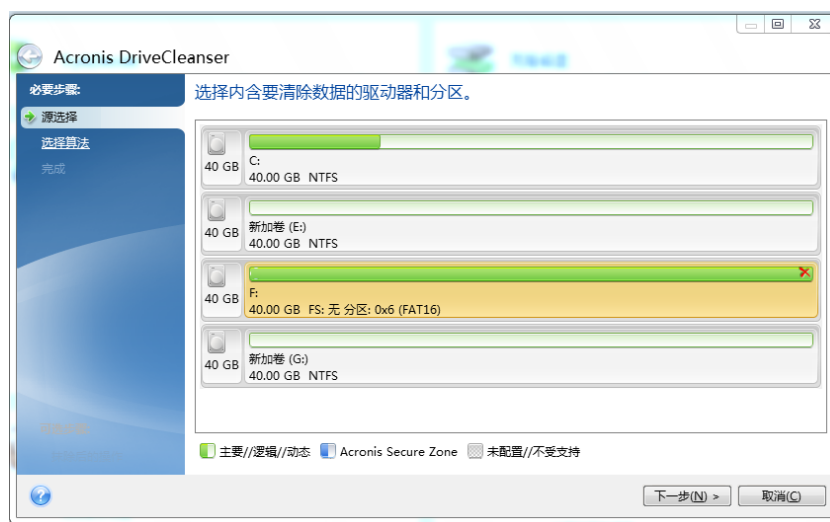 Acronis DriveCleanser
必要步骤:
选择内含要清除数据的驱动器和分区。
源选择
选择算法
完成
40 GB
C:
40.00 GB NTFS
40 GB
新加卷 (E:)
40.00 GB NTFS
40 GB
F:
40.00 GB FS: 无 分区: 0x6 (FAT16)
40 GB
新加卷 (G:)
40.00 GB NTFS
主要//逻辑//动态 Acronis Secure Zone 未配置//不受支持
下一步(N) > 取消(C)